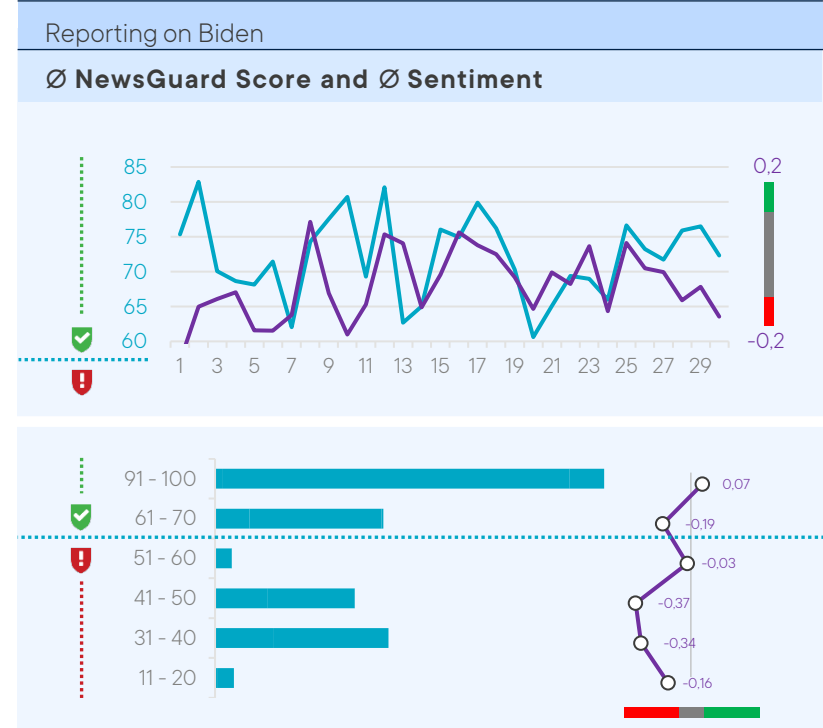 Reporting on Biden
Ø NewsGuard Score and Ø Sentiment
85
80
75
70
65
60
0,2
-0,2
1 3 5 7 9 11 13 15 17 19 21 23 25 27 29
91 - 100 0,07
61 - 70 -0,19
51 - 60 -0,03
41 - 50 -0,37
31 - 40 -0,34
11 - 20 -0,16